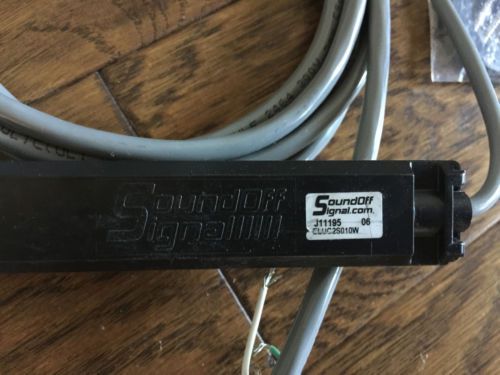 SoundOff
Signal
SoundOff
Signal.com
J11195 06
ELUC2S010W